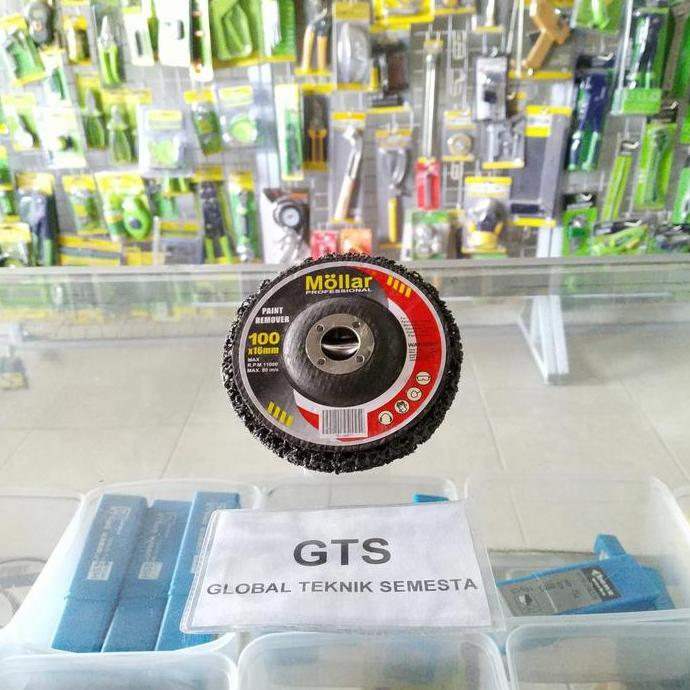 Möllar
PROFESSIONAL
PAINT
REMOVER
100
x16mm
MAX
R.P.M 11000
MAX. 80 m/s
GTS
GLOBAL TEKNIK SEMESTA